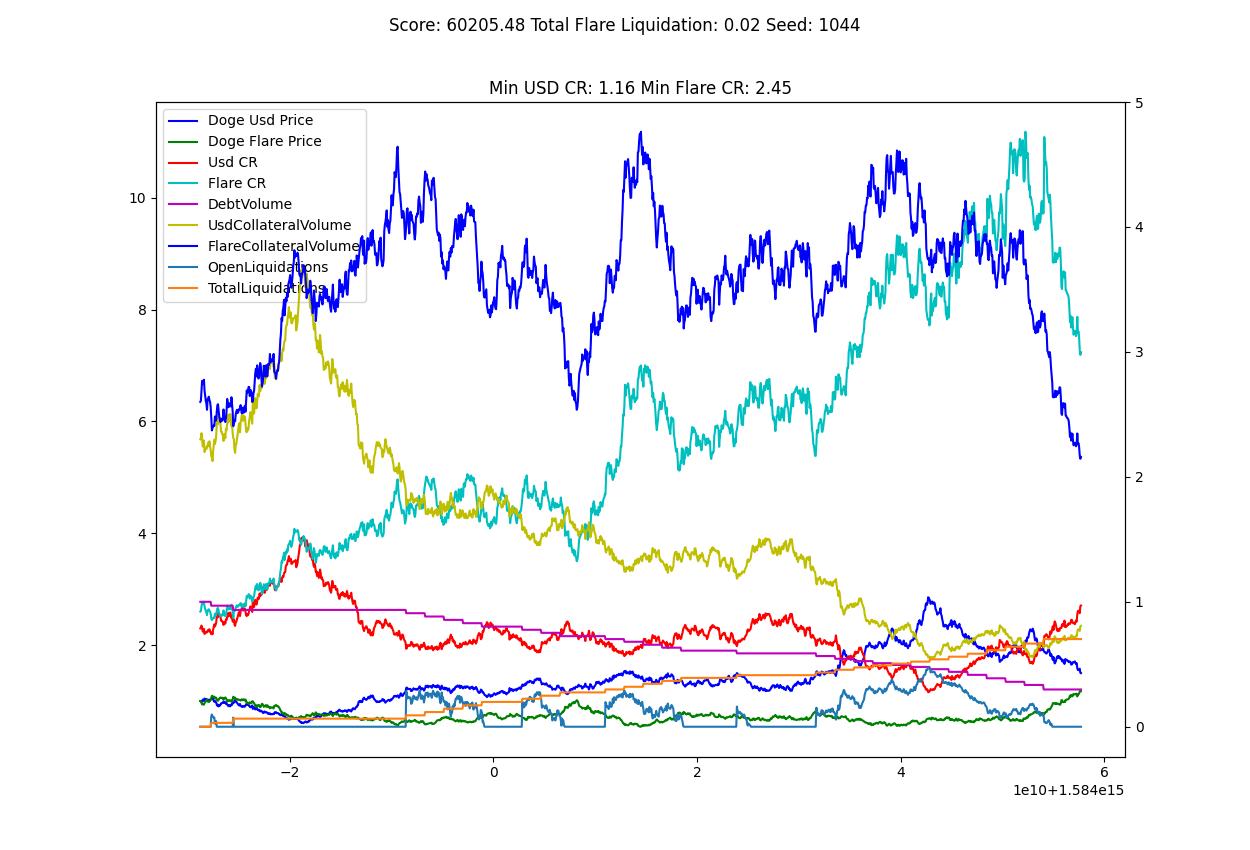 Score: 60205.48 Total Flare Liquidation: 0.02 Seed: 1044
Min USD CR: 1.16 Min Flare CR: 2.45
Doge Usd Price
Doge Flare Price
Usd CR
Flare CR
DebtVolume
UsdCollateralVolume
FlareCollateralVolume
OpenLiquidations
TotalLiquidations
10
8
6
4
2
5
4
3
2
1
0
−2
0
2
4
6
1e10+1.584e15